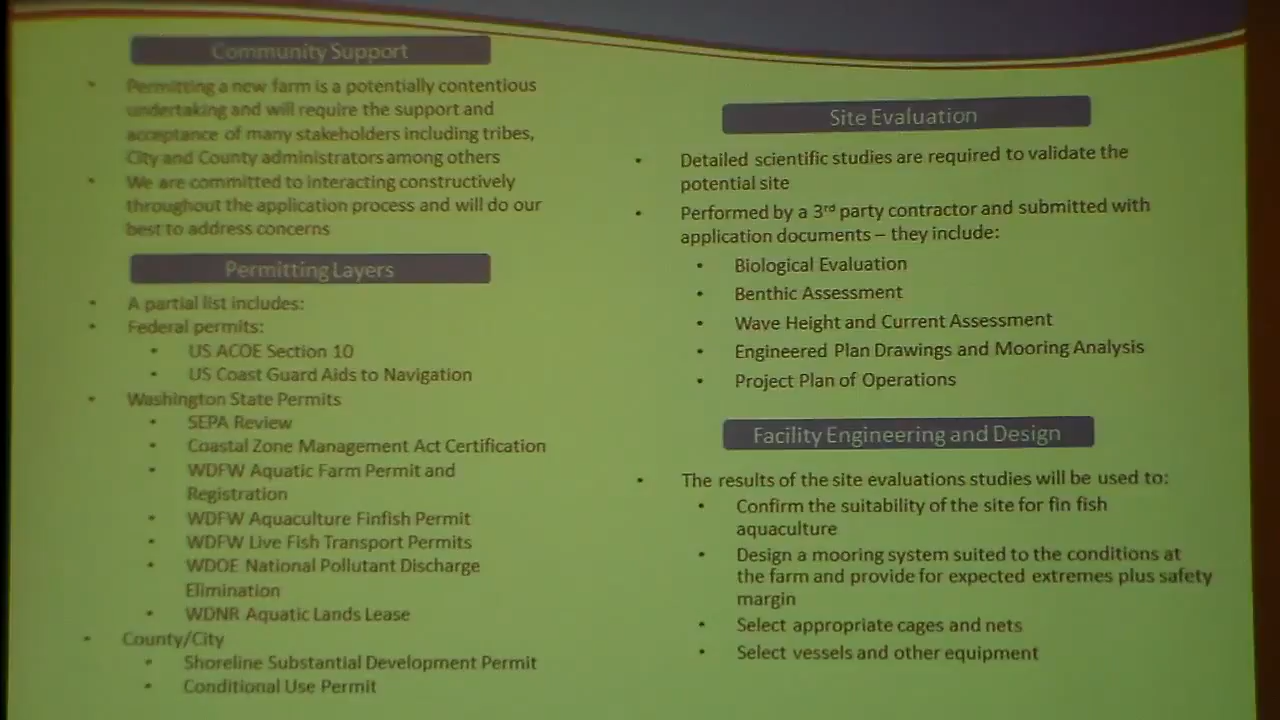 Community Support
• Permitting a new farm is a potentially contentious
undertaking and will require the support and
acceptance of many stakeholders including tribes,
City and County administrators among others
• We are committed to interacting constructively
throughout the application process and will do our
best to address concerns
Permitting Layers
• A partial list includes:
• Federal permits:
• US ACOE Section 10
• US Coast Guard Aids to Navigation
• Washington State Permits
• SEPA Review
• Coastal Zone Management Act Certification
• WDFW Aquatic Farm Permit and
Registration
• WDFW Aquaculture Finfish Permit
• WDFW Live Fish Transport Permits
• WDOE National Pollutant Discharge
Elimination
• WDNR Aquatic Lands Lease
• County/City
• Shoreline Substantial Development Permit
• Conditional Use Permit
Site Evaluation
• Detailed scientific studies are required to validate the
potential site
• Performed by a 3rd party contractor and submitted with
application documents – they include:
• Biological Evaluation
• Benthic Assessment
• Wave Height and Current Assessment
• Engineered Plan Drawings and Mooring Analysis
• Project Plan of Operations
Facility Engineering and Design
• The results of the site evaluations studies will be used to:
• Confirm the suitability of the site for fin fish
aquaculture
• Design a mooring system suited to the conditions at
the farm and provide for expected extremes plus safety
margin
• Select appropriate cages and nets
• Select vessels and other equipment